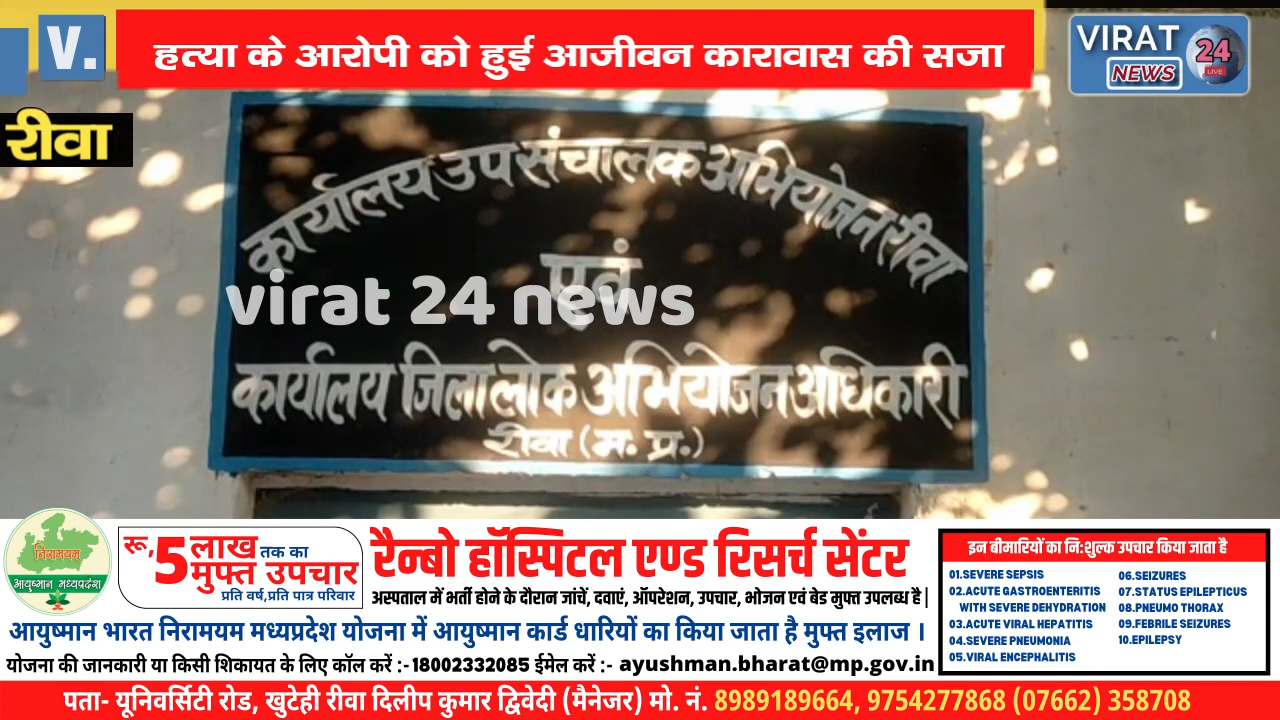 V.
हत्या के आरोपी को हुई आजीवन कारावास की सजा
VIRAT
24
NEWS
LIVE
रीवा
कार्यालय उप संचालक अभियोजन रीवा
एवं
virat 24 news
कार्यालय जिला लोक अभियोजन अधिकारी
रीवा (म. प्र.)
निरामयम
आयुष्मान मध्यप्रदेश
रू,5 लाख तक का
मुफ्त उपचार
प्रति वर्ष,प्रति पात्र परिवार
रैन्बो हॉस्पिटल एण्ड रिसर्च सेंटर
अस्पताल में भर्ती होने के दौरान जांचें, दवाएं, ऑपरेशन, उपचार, भोजन एवं बेड मुफ्त उपलब्ध है|
आयुष्मान भारत निरामयम मध्यप्रदेश योजना में आयुष्मान कार्ड धारियों का किया जाता है मुफ्त इलाज ।
योजना की जानकारी या किसी शिकायत के लिए कॉल करें :-18002332085 ईमेल करें :- ayushman.bharat@mp.gov.in
इन बीमारियों का नि:शुल्क उपचार किया जाता है
01.SEVERE SEPSIS
02.ACUTE GASTROENTERITIS
WITH SEVERE DEHYDRATION
03.ACUTE VIRAL HEPATITIS
04.SEVERE PNEUMONIA
05.VIRAL ENCEPHALITIS
06.SEIZURES
07.STATUS EPILEPTICUS
08.PNEUMO THORAX
09.FEBRILE SEIZURES
10.EPILEPSY
पता- यूनिवर्सिटी रोड, खुटेही रीवा दिलीप कुमार द्विवेदी (मैनेजर) मो. नं. 8989189664, 9754277868 (07662) 358708